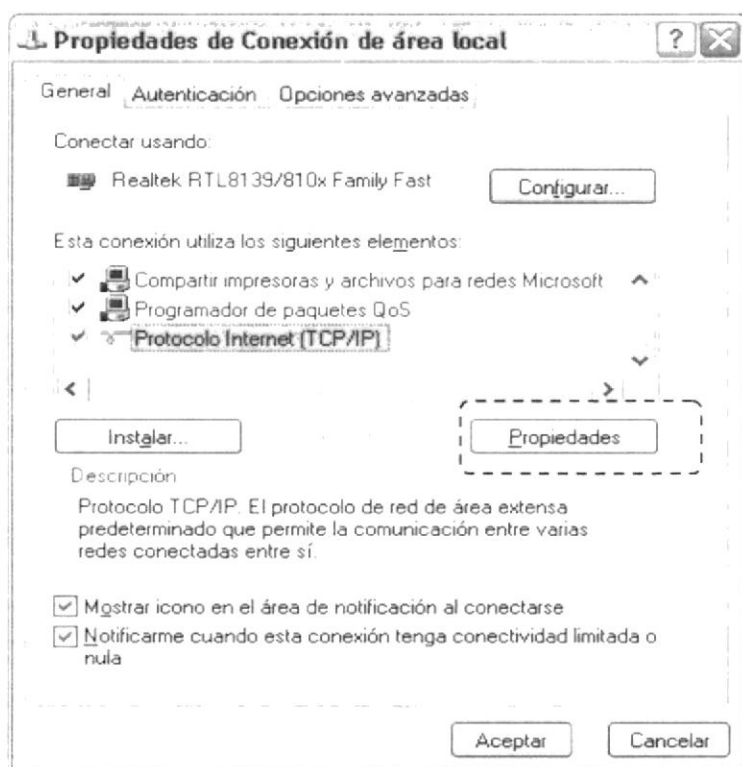 Propiedades de Conexión de área local
General Autenticación Opciones avanzadas
Conectar usando:
Realtek RTL8139/810x Family Fast
Configurar...
Esta conexión utiliza los siguientes elementos:
Compartir impresoras y archivos para redes Microsoft
Programador de paquetes QoS
Protocolo Internet (TCP/IP)
Instalar...
Propiedades
Descripción
Protocolo TCP/IP. El protocolo de red de área extensa
predeterminado que permite la comunicación entre varias
redes conectadas entre sí.
Mostrar icono en el área de notificación al conectarse
Notificarme cuando esta conexión tenga conectividad limitada o
nula
Aceptar
Cancelar